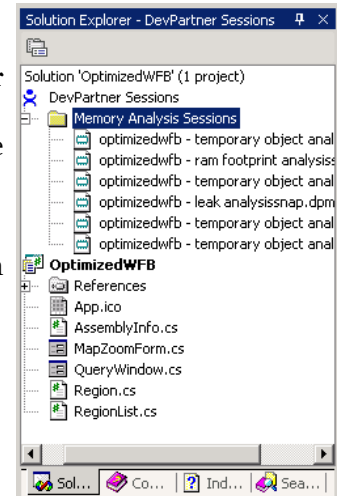 Solution Explorer - DevPartner Sessions
Solution 'OptimizedWFB' (1 project)
DevPartner Sessions
Memory Analysis Sessions
optimizedwfb - temporary object anal
optimizedwfb - ram footprint analysiss
optimizedwfb - temporary object anal
optimizedwfb - leak analysissnap.dpm
optimizedwfb - temporary object anal
optimizedwfb - temporary object anal
OptimizedWFB
References
App.ico
AssemblyInfo.cs
MapZoomForm.cs
QueryWindow.cs
Region.cs
RegionList.cs
Sol... Co... Ind... Sea...